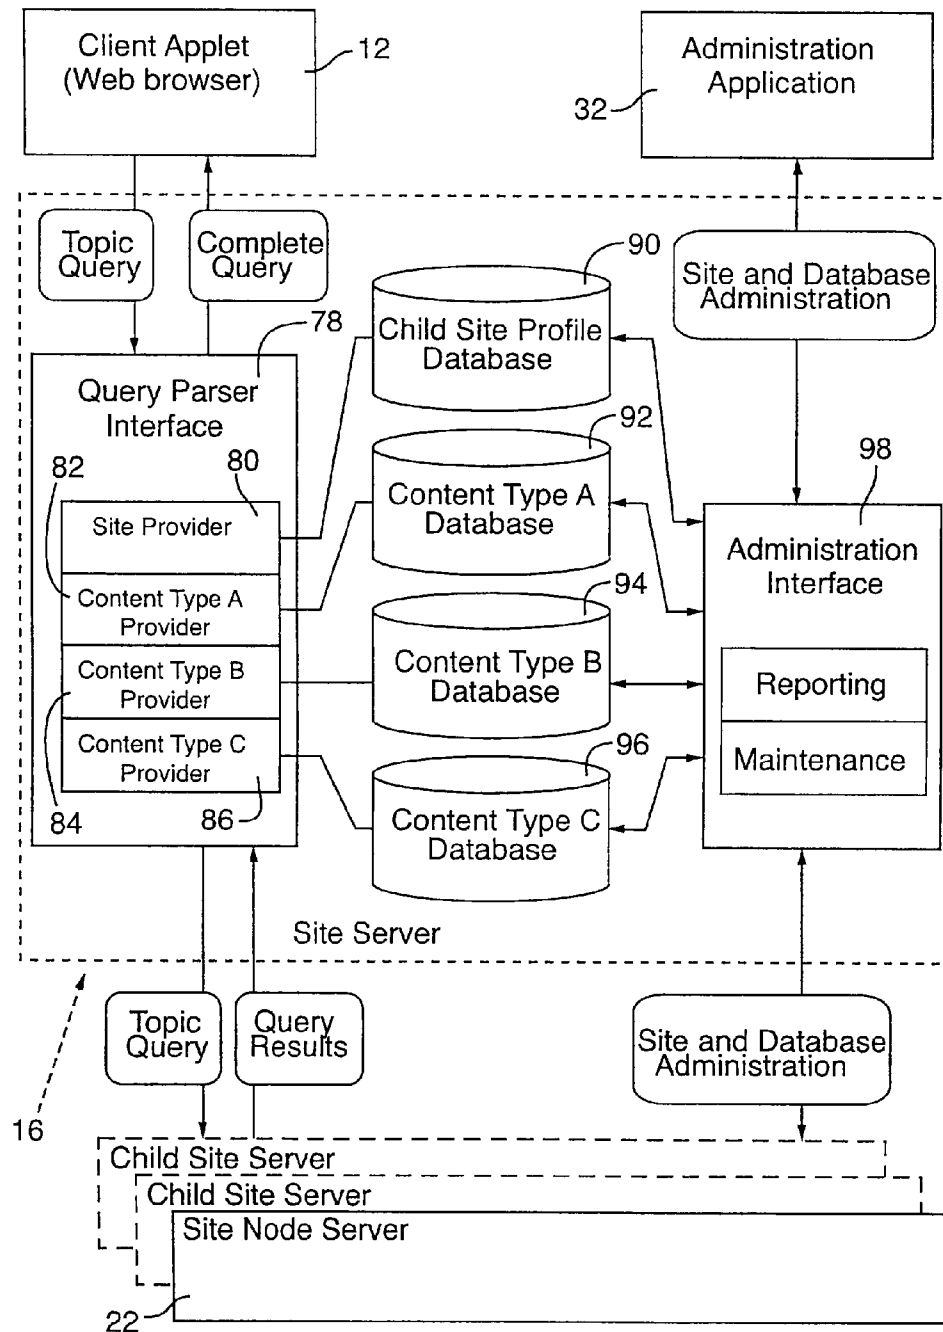 Client Applet
(Web browser)
12
Administration
Application
32
Topic
Query
Complete
Query
90
Site and Database
Administration
78
Child Site Profile
Database
Query Parser
Interface
92
82
80
98
Content Type A
Database
Site Provider
Administration
Interface
94
Content Type A
Provider
Content Type B
Database
Content Type B
Provider
Reporting
96
Content Type C
Provider
Maintenance
84
86
Content Type C
Database
Site Server
Topic
Query
Query
Results
Site and Database
Administration
16
Child Site Server
Child Site Server
Site Node Server
22